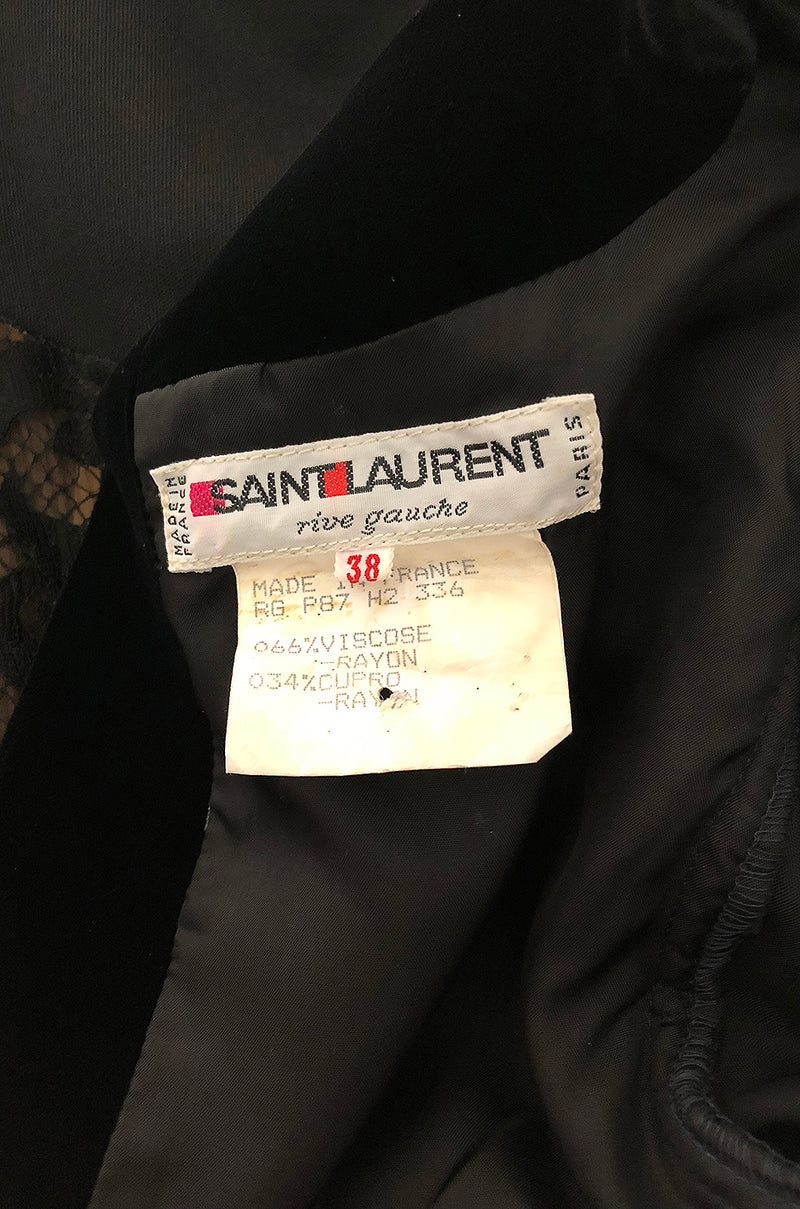 MADE IN
FRANCE
SAINT LAURENT
rive gauche
PARIS
38
MADE IN FRANCE
RG P87 H2 336
066%VISCOSE
-RAYON
034%CUPRO
-RAYON